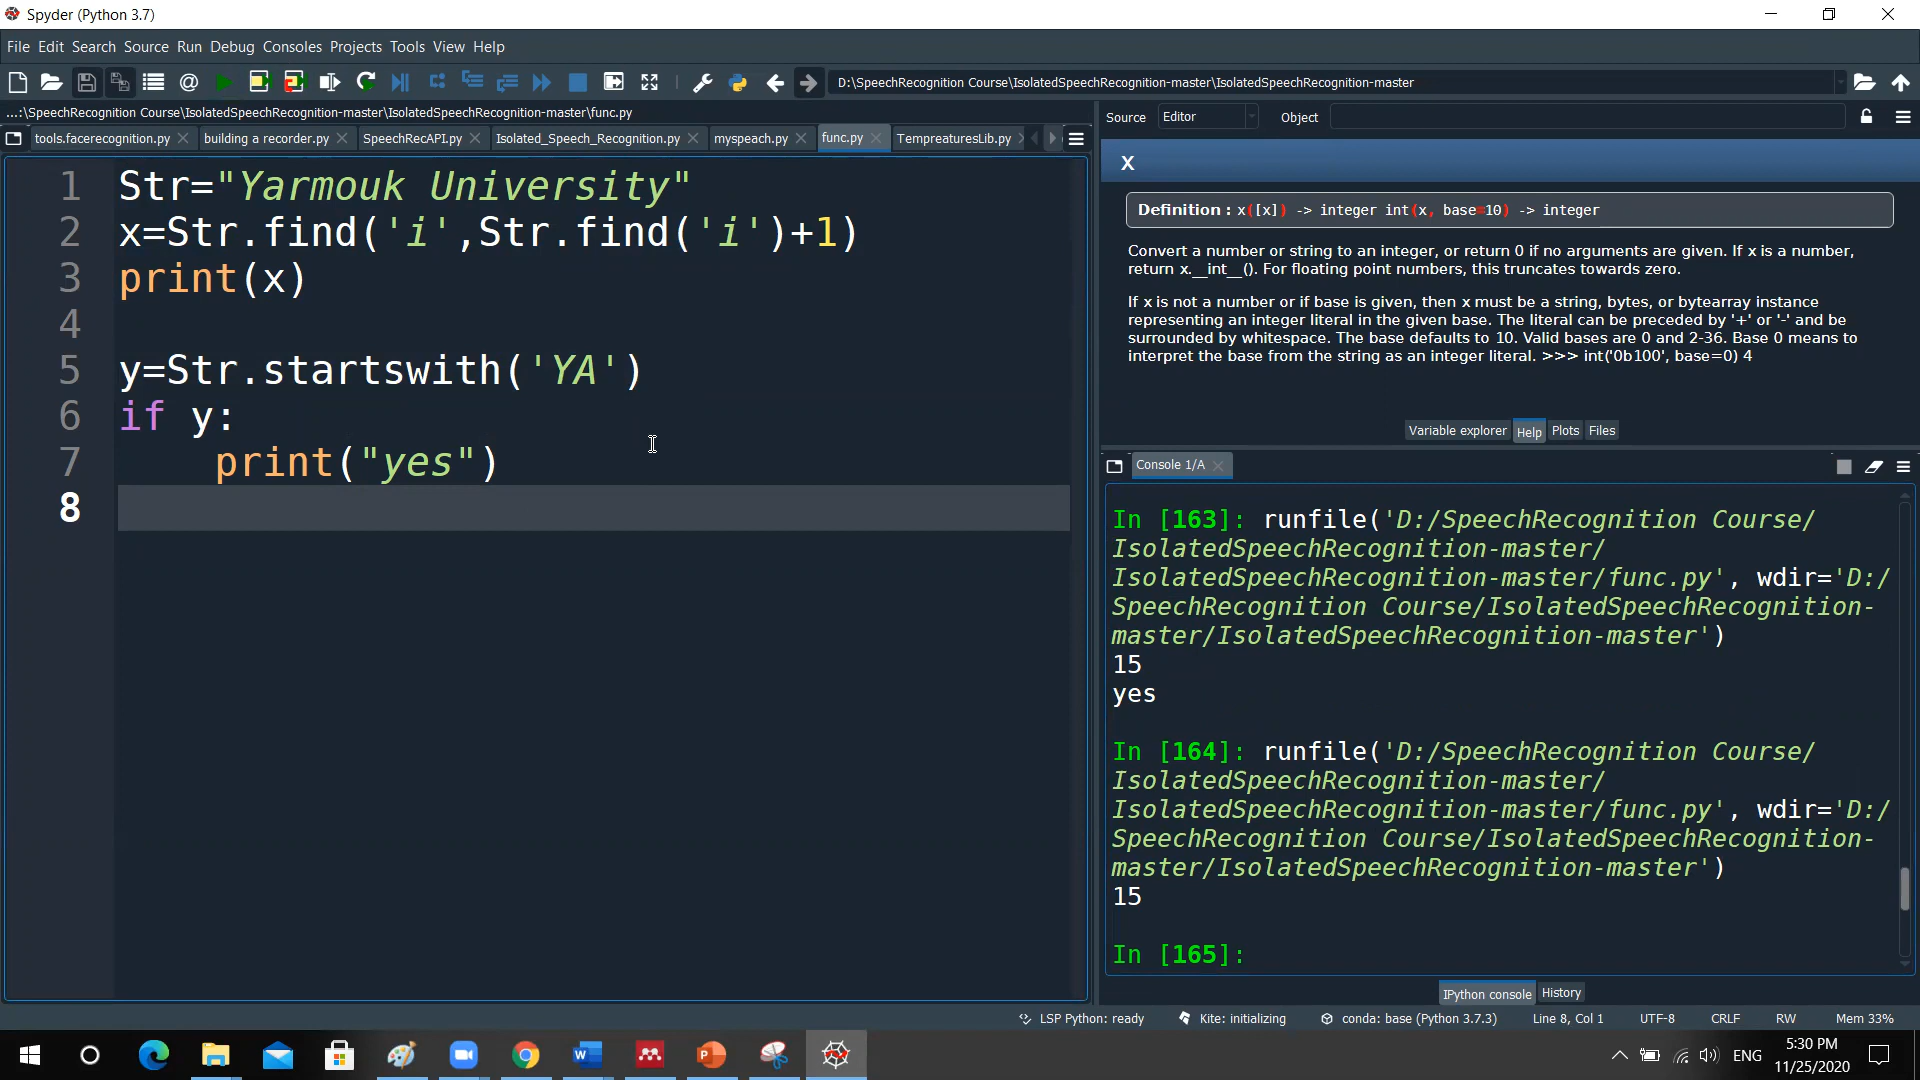 Spyder (Python 3.7)
File Edit Search Source Run Debug Consoles Projects Tools View Help
D:\SpeechRecognition Course\IsolatedSpeechRecognition-master\IsolatedSpeechRecognition-master
...:\SpeechRecognition Course\IsolatedSpeechRecognition-master\IsolatedSpeechRecognition-master\func.py
tools.facerecognition.py building a recorder.py SpeechRecAPI.py Isolated_Speech_Recognition.py myspeach.py func.py TempreaturesLib.py
1 Str="Yarmouk University"
2 x=Str.find('i',Str.find('i')+1)
3 print(x)
4
5 y=Str.startswith('YA')
6 if y:
7 print("yes")
8
Source Editor Object
X
Definition : x([x]) -> integer int(x, base=10) -> integer
Convert a number or string to an integer, or return 0 if no arguments are given. If x is a number,
return x.__int__(). For floating point numbers, this truncates towards zero.
If x is not a number or if base is given, then x must be a string, bytes, or bytearray instance
representing an integer literal in the given base. The literal can be preceded by '+' or '-' and be
surrounded by whitespace. The base defaults to 10. Valid bases are 0 and 2-36. Base 0 means to
interpret the base from the string as an integer literal. >>> int('0b100', base=0) 4
Variable explorer Help Plots Files
Console 1/A
In [163]: runfile('D:/SpeechRecognition Course/
IsolatedSpeechRecognition-master/
IsolatedSpeechRecognition-master/func.py', wdir='D:/
SpeechRecognition Course/IsolatedSpeechRecognition-
master/IsolatedSpeechRecognition-master')
15
yes
In [164]: runfile('D:/SpeechRecognition Course/
IsolatedSpeechRecognition-master/
IsolatedSpeechRecognition-master/func.py', wdir='D:/
SpeechRecognition Course/IsolatedSpeechRecognition-
master/IsolatedSpeechRecognition-master')
15
In [165]:
IPython console History
LSP Python: ready Kite: initializing conda: base (Python 3.7.3) Line 8, Col 1 UTF-8 CRLF RW Mem 33%
ENG
5:30 PM
11/25/2020